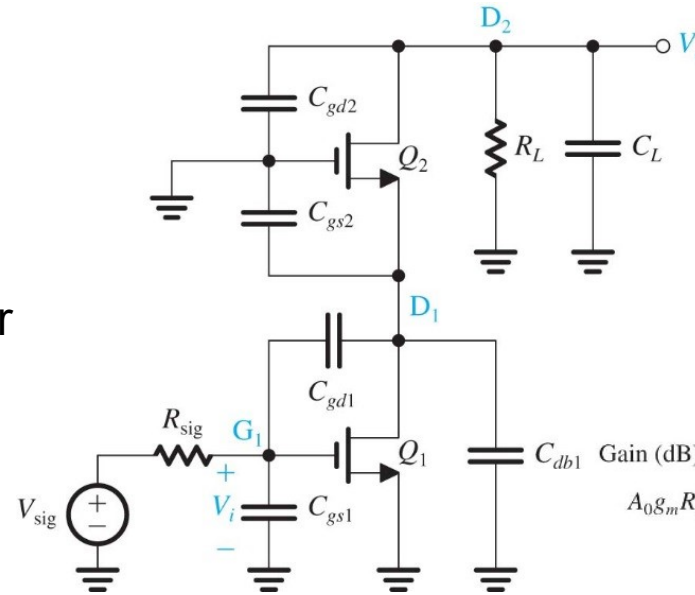 D2
V
Cgd2
Q2
RL
CL
Cgs2
r
D1
Cgd1
Rsig
G1
Q1
Cdb1
Gain (dB)
+
Vsig
+
−
Vi
Cgs1
A0gmR
−